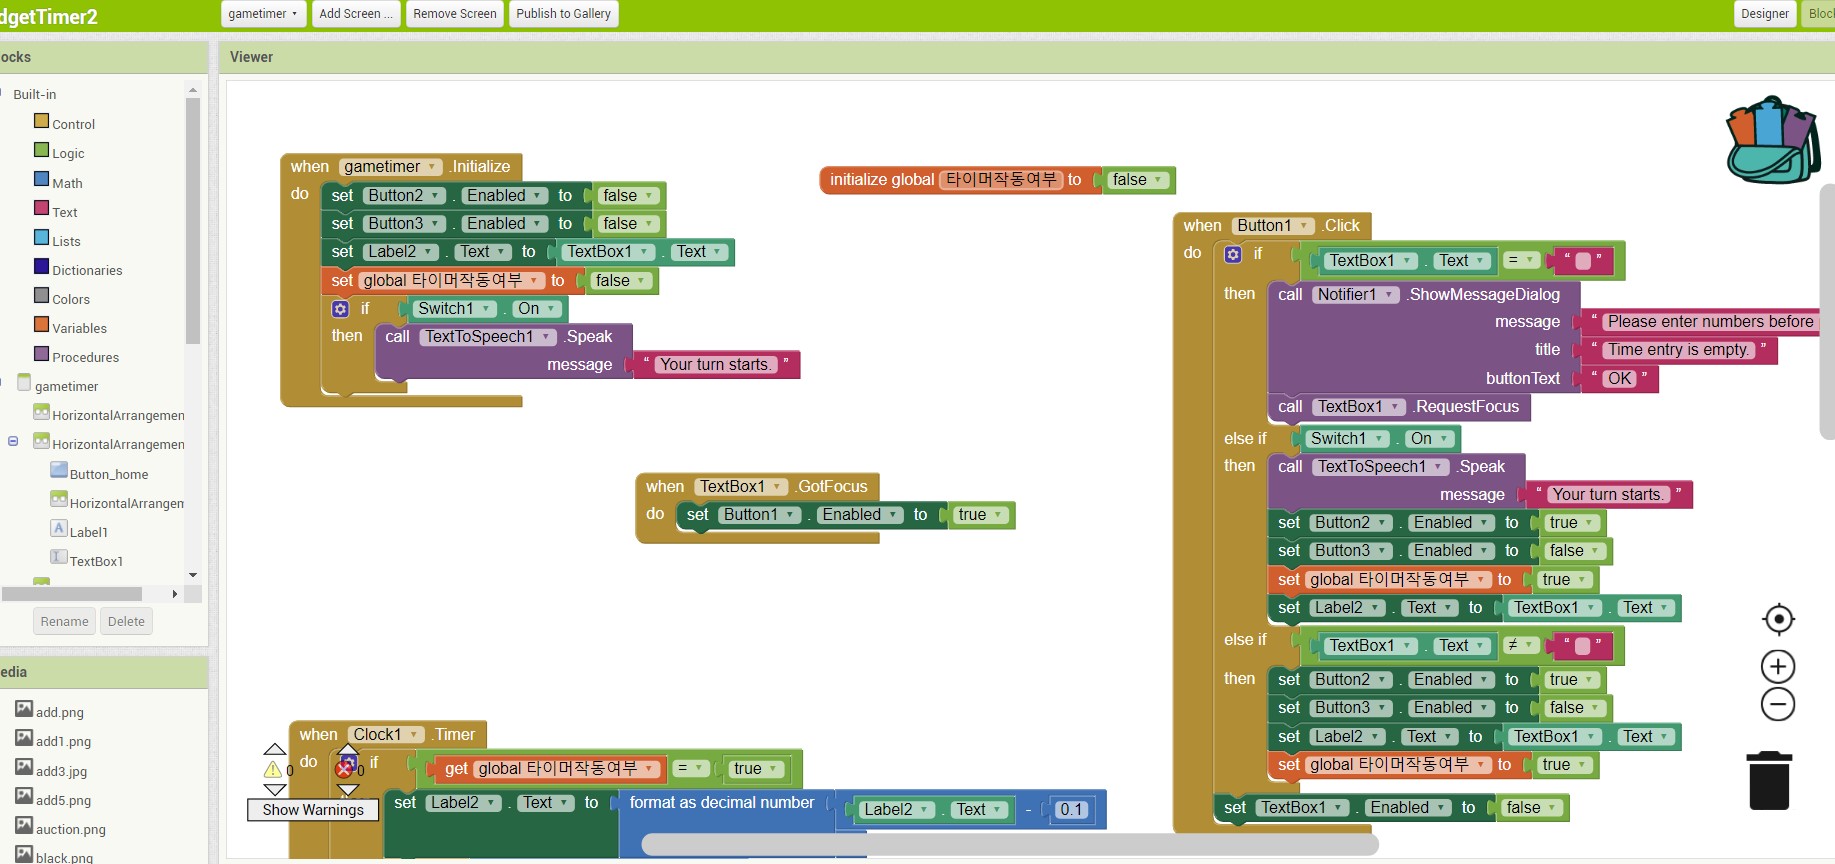 dgetTimer2
gametimer
Add Screen ...
Remove Screen
Publish to Gallery
Designer
Bloc
ocks
Viewer
Built-in
Control
Logic
Math
Text
Lists
Dictionaries
Colors
Variables
Procedures
gametimer
HorizontalArrangemen
HorizontalArrangemen
Button_home
HorizontalArrangen
Label1
TextBox1
Rename
Delete
edia
add.png
add1.png
add3.jpg
add5.png
auction.png
black.png
when gametimer .Initialize
do set Button2 . Enabled to false
set Button3 . Enabled to false
set Label2 . Text to TextBox1 . Text
set global 타이머작동여부 to false
if Switch1 . On
then call TextToSpeech1 .Speak
message " Your turn starts. "
initialize global 타이머작동여부 to false
when TextBox1 .GotFocus
do set Button1 . Enabled to true
when Button1 .Click
do if TextBox1 . Text = " "
then call Notifier1 .ShowMessageDialog
message " Please enter numbers before
title " Time entry is empty. "
buttonText " OK "
call TextBox1 .RequestFocus
else if Switch1 . On
then call TextToSpeech1 .Speak
message " Your turn starts. "
set Button2 . Enabled to true
set Button3 . Enabled to false
set global 타이머작동여부 to true
set Label2 . Text to TextBox1 . Text
else if TextBox1 . Text ≠ " "
then set Button2 . Enabled to true
set Button3 . Enabled to false
set Label2 . Text to TextBox1 . Text
set global 타이머작동여부 to true
set TextBox1 . Enabled to false
when Clock1 .Timer
do if get global 타이머작동여부 = true
set Label2 . Text to format as decimal number Label2 . Text - 0.1
0
0
Show Warnings